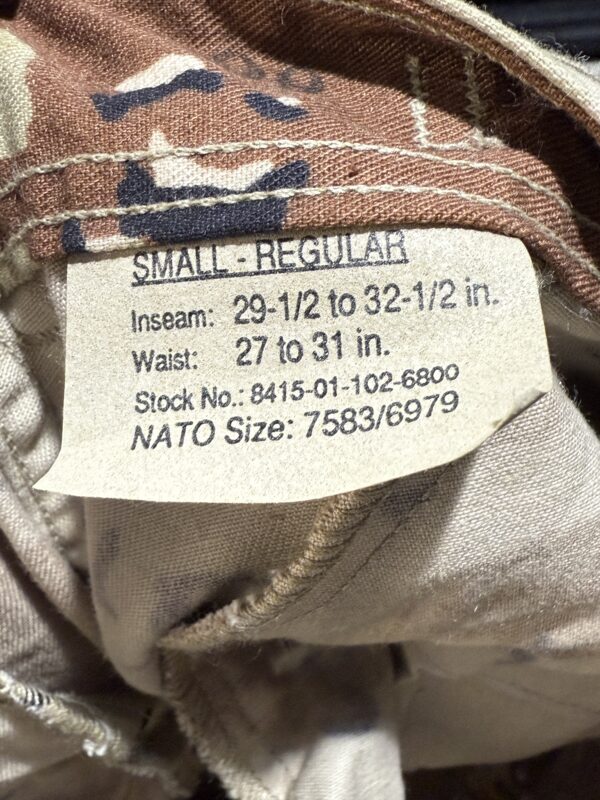 SMALL - REGULAR
Inseam: 29-1/2 to 32-1/2 in.
Waist: 27 to 31 in.
Stock No.: 8415-01-102-6800
NATO Size: 7583/6979